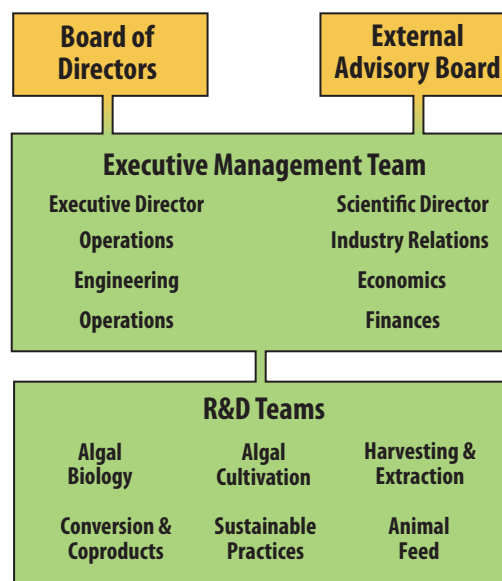 Board of
Directors
External
Advisory Board
Executive Management Team
Executive Director
Scientific Director
Operations
Industry Relations
Engineering
Economics
Operations
Finances
R&D Teams
Algal
Biology
Algal
Cultivation
Harvesting &
Extraction
Conversion &
Coproducts
Sustainable
Practices
Animal
Feed